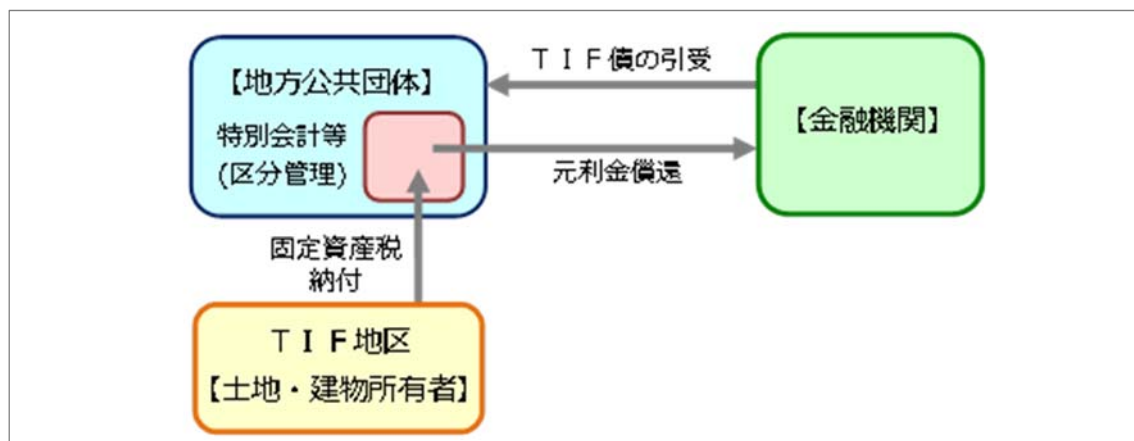 ＴＩＦ債の引受
【地方公共団体】
【金融機関】
特別会計等
(区分管理)
元利金償還
固定資産税
納付
ＴＩＦ地区
【土地・建物所有者】